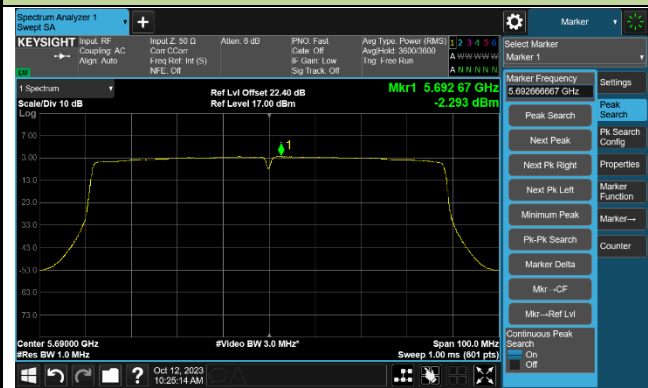 Spectrum Analyzer 1
Swept SA
+
Marker
KEYSIGHT
Input: RF
Coupling: AC
Align: Auto
Input Z: 50 Ω
Corr CCorr
Freq Ref: Int (S)
NFE: Off
Atten: 6 dB
PNO: Fast
Gate: Off
IF Gain: Low
Sig Track: Off
Avg Type: Power (RMS)
Avg|Hold: 3600/3600
Trig: Free Run
1 2 3 4 5 6
A W W W W W
A N N N N N
Select Marker
Marker 1
1 Spectrum
Scale/Div 10 dB
Log
Ref Lvl Offset 22.40 dB
Ref Level 17.00 dBm
Mkr1 5.692 67 GHz
-2.293 dBm
7.00
-3.00
-13.0
-23.0
-33.0
-43.0
-53.0
-63.0
-73.0
1
Center 5.69000 GHz
#Res BW 1.0 MHz
#Video BW 3.0 MHz*
Span 100.0 MHz
Sweep 1.00 ms (601 pts)
Marker Frequency
5.692666667 GHz
Peak Search
Next Peak
Next Pk Right
Next Pk Left
Minimum Peak
Pk-Pk Search
Marker Delta
Mkr→CF
Mkr→Ref Lvl
Continuous Peak
Search
On
Off
Settings
Peak
Search
Pk Search
Config
Properties
Marker
Function
Marker→
Counter
?
Oct 12, 2023
10:25:14 AM